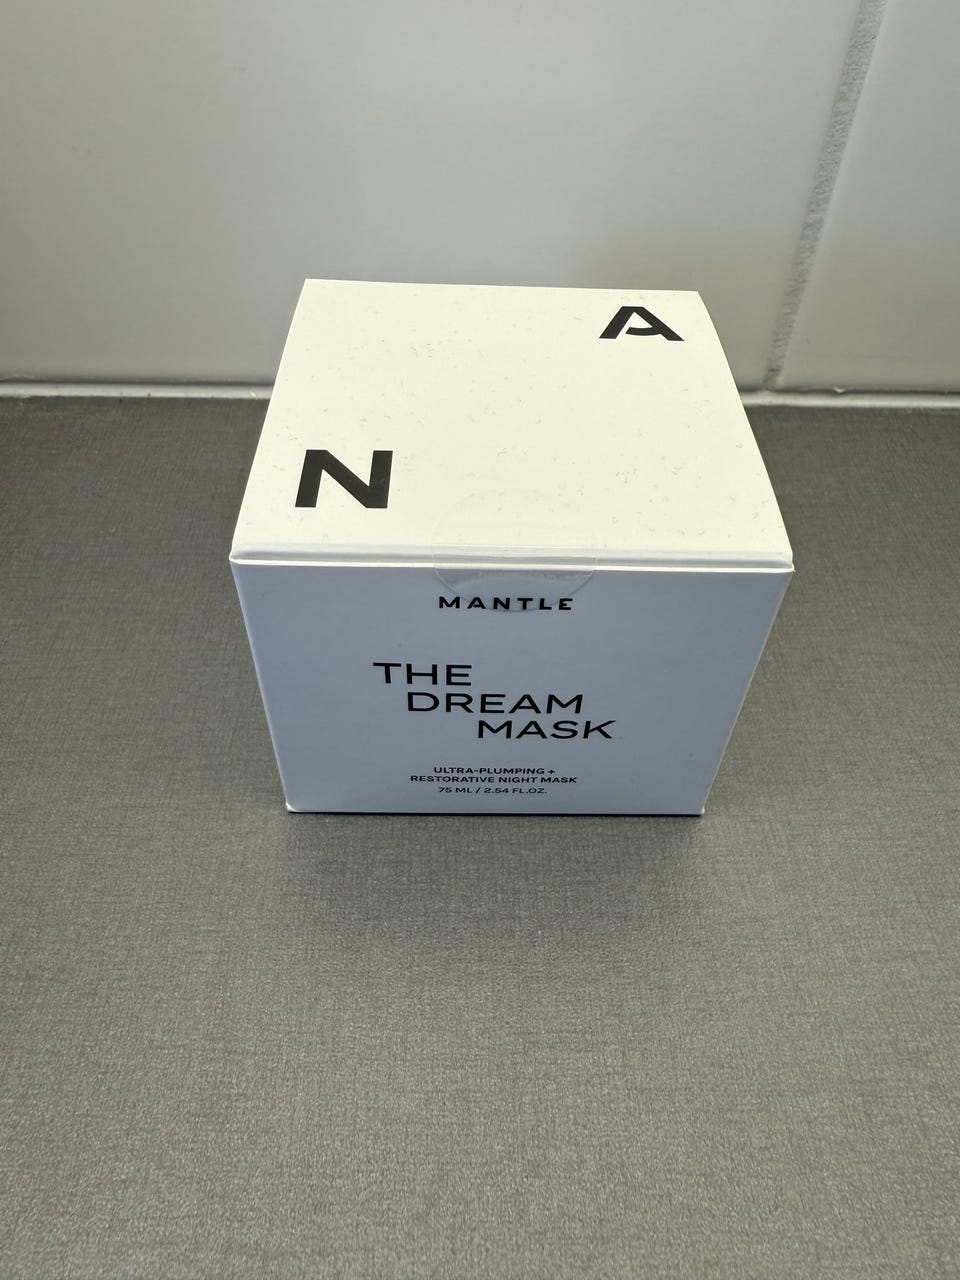 A
N
MANTLE
THE
DREAM
MASK
ULTRA-PLUMPING +
RESTORATIVE NIGHT MASK
75 ML / 2.54 FL.OZ.